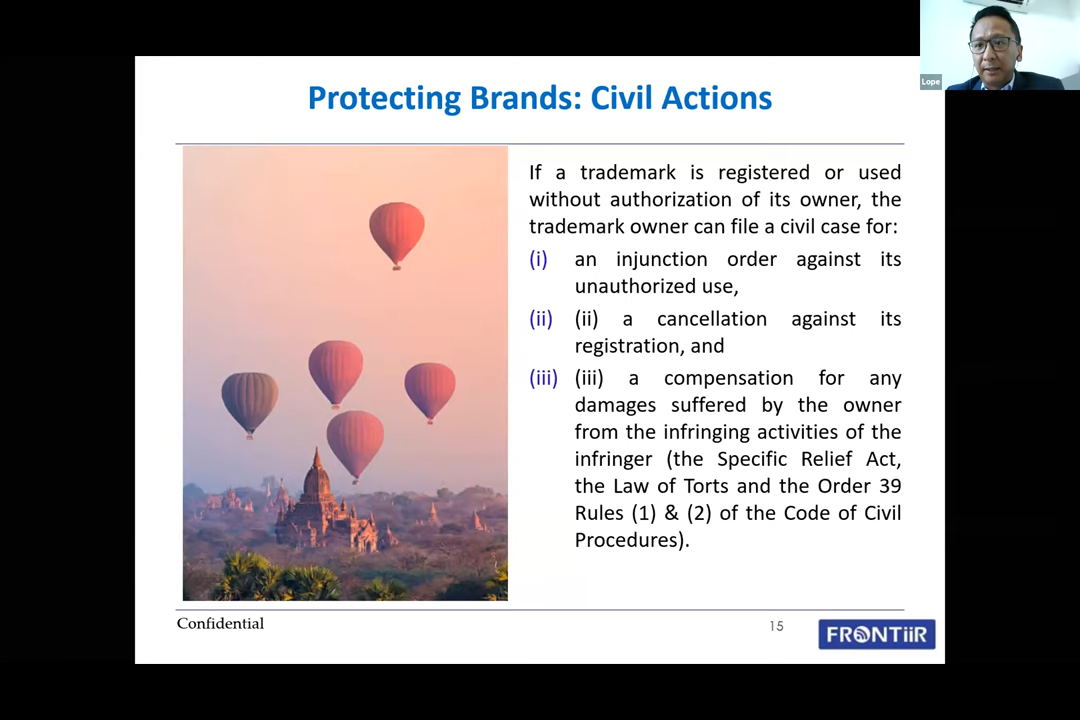 Lope
Protecting Brands: Civil Actions
If a trademark is registered or used
without authorization of its owner, the
trademark owner can file a civil case for:
(i) an injunction order against its
unauthorized use,
(ii) (ii) a cancellation against its
registration, and
(iii) (iii) a compensation for any
damages suffered by the owner
from the infringing activities of the
infringer (the Specific Relief Act,
the Law of Torts and the Order 39
Rules (1) & (2) of the Code of Civil
Procedures).
Confidential
15
FRONTiiR